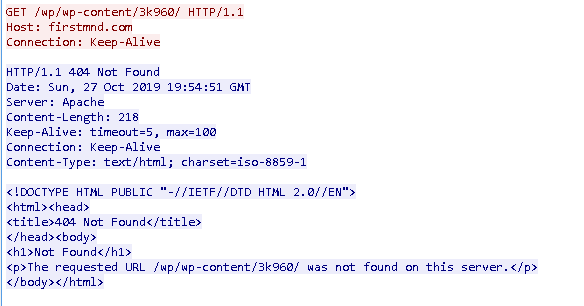 GET /wp/wp-content/3k960/ HTTP/1.1
Host: firstmnd.com
Connection: Keep-Alive
HTTP/1.1 404 Not Found
Date: Sun, 27 Oct 2019 19:54:51 GMT
Server: Apache
Content-Length: 218
Keep-Alive: timeout=5, max=100
Connection: Keep-Alive
Content-Type: text/html; charset=iso-8859-1
<!DOCTYPE HTML PUBLIC "-//IETF//DTD HTML 2.0//EN">
<html><head>
<title>404 Not Found</title>
</head><body>
<h1>Not Found</h1>
<p>The requested URL /wp/wp-content/3k960/ was not found on this server.</p>
</body></html>